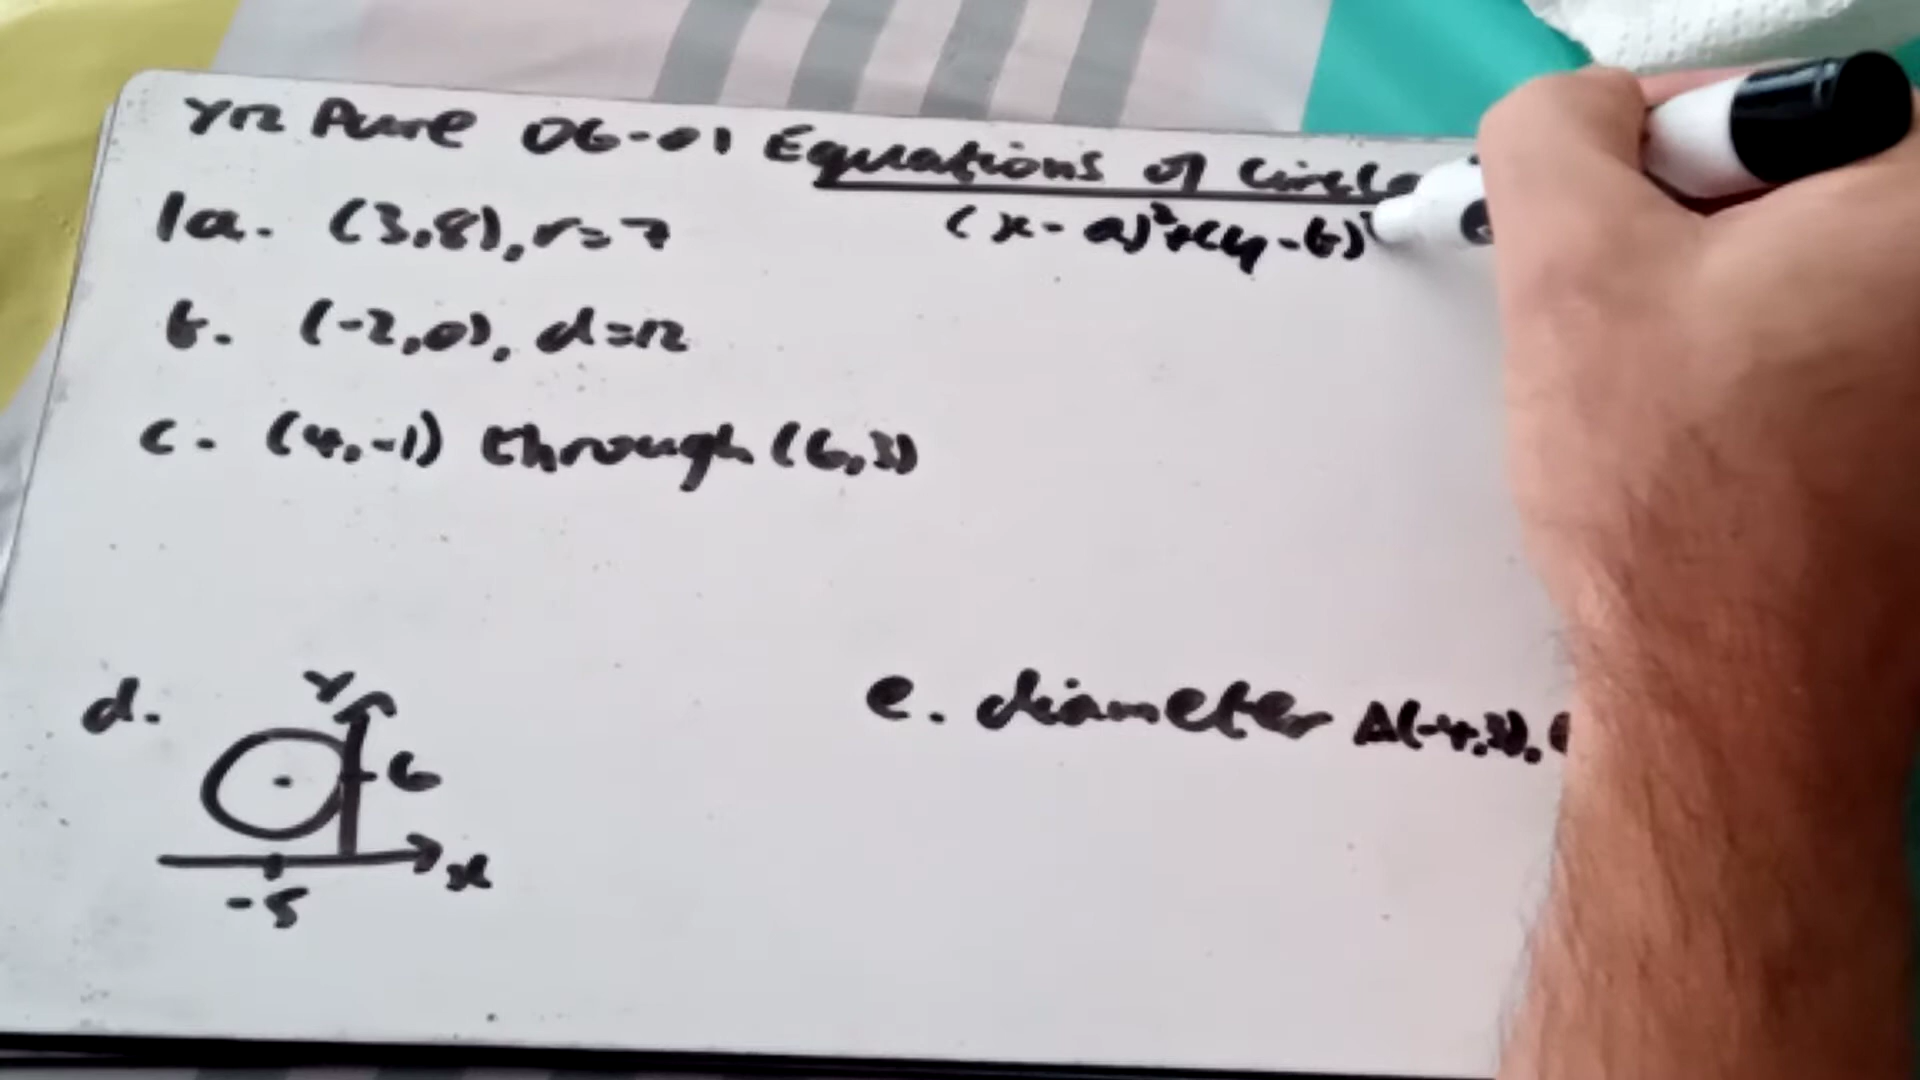 Yr12 Pure 06-01 Equations of Circle
1a. (3,8), r=7
(x-a)²+(y-b)²
b. (-2,0), d=12
c. (4,-1) through (6,3)
d.
y
6
x
-5
e. diameter A(-4,3),